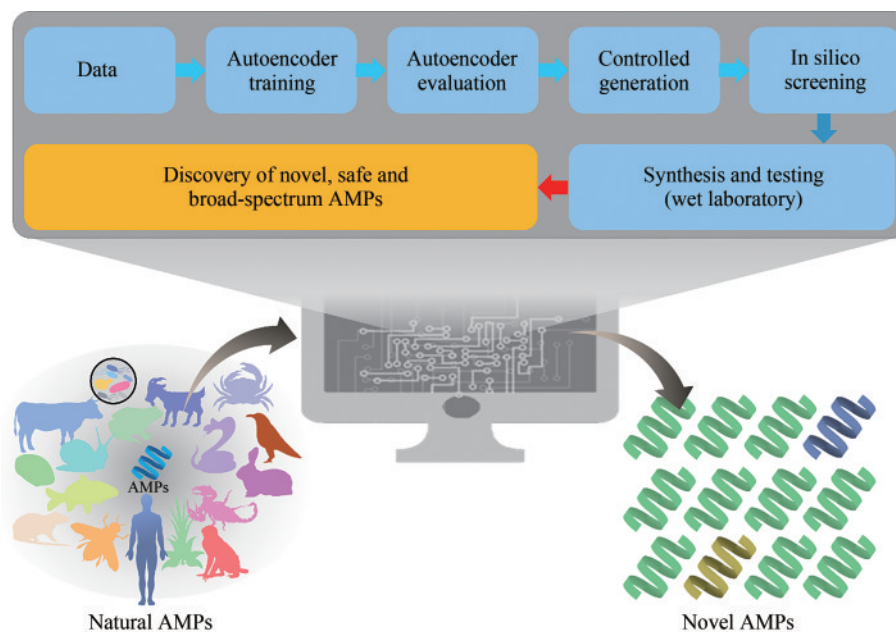 Data
Autoencoder
training
Autoencoder
evaluation
Controlled
generation
In silico
screening
Discovery of novel, safe and
broad-spectrum AMPs
Synthesis and testing
(wet laboratory)
AMPs
Natural AMPs
Novel AMPs